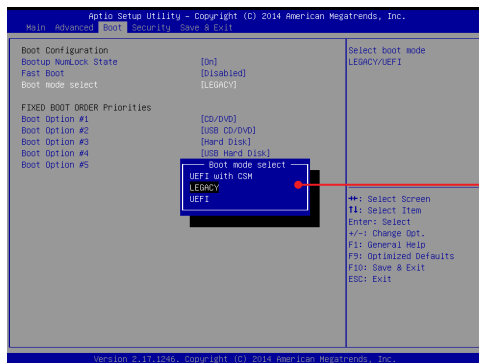 Aptio Setup Utility – Copyright (C) 2014 American Megatrends, Inc.
Main Advanced Boot Security Save & Exit
Boot Configuration
Bootup NumLock State [On]
Fast Boot [Disabled]
Boot mode select [LEGACY]
FIXED BOOT ORDER Priorities
Boot Option #1 [CD/DVD]
Boot Option #2 [USB CD/DVD]
Boot Option #3 [Hard Disk]
Boot Option #4 [USB Hard Disk]
Boot Option #5
Boot mode select
UEFI with CSM
LEGACY
UEFI
Select boot mode
LEGACY/UEFI
→←: Select Screen
↑↓: Select Item
Enter: Select
+/-: Change Opt.
F1: General Help
F9: Optimized Defaults
F10: Save & Exit
ESC: Exit
Version 2.17.1246. Copyright (C) 2014 American Megatrends, Inc.